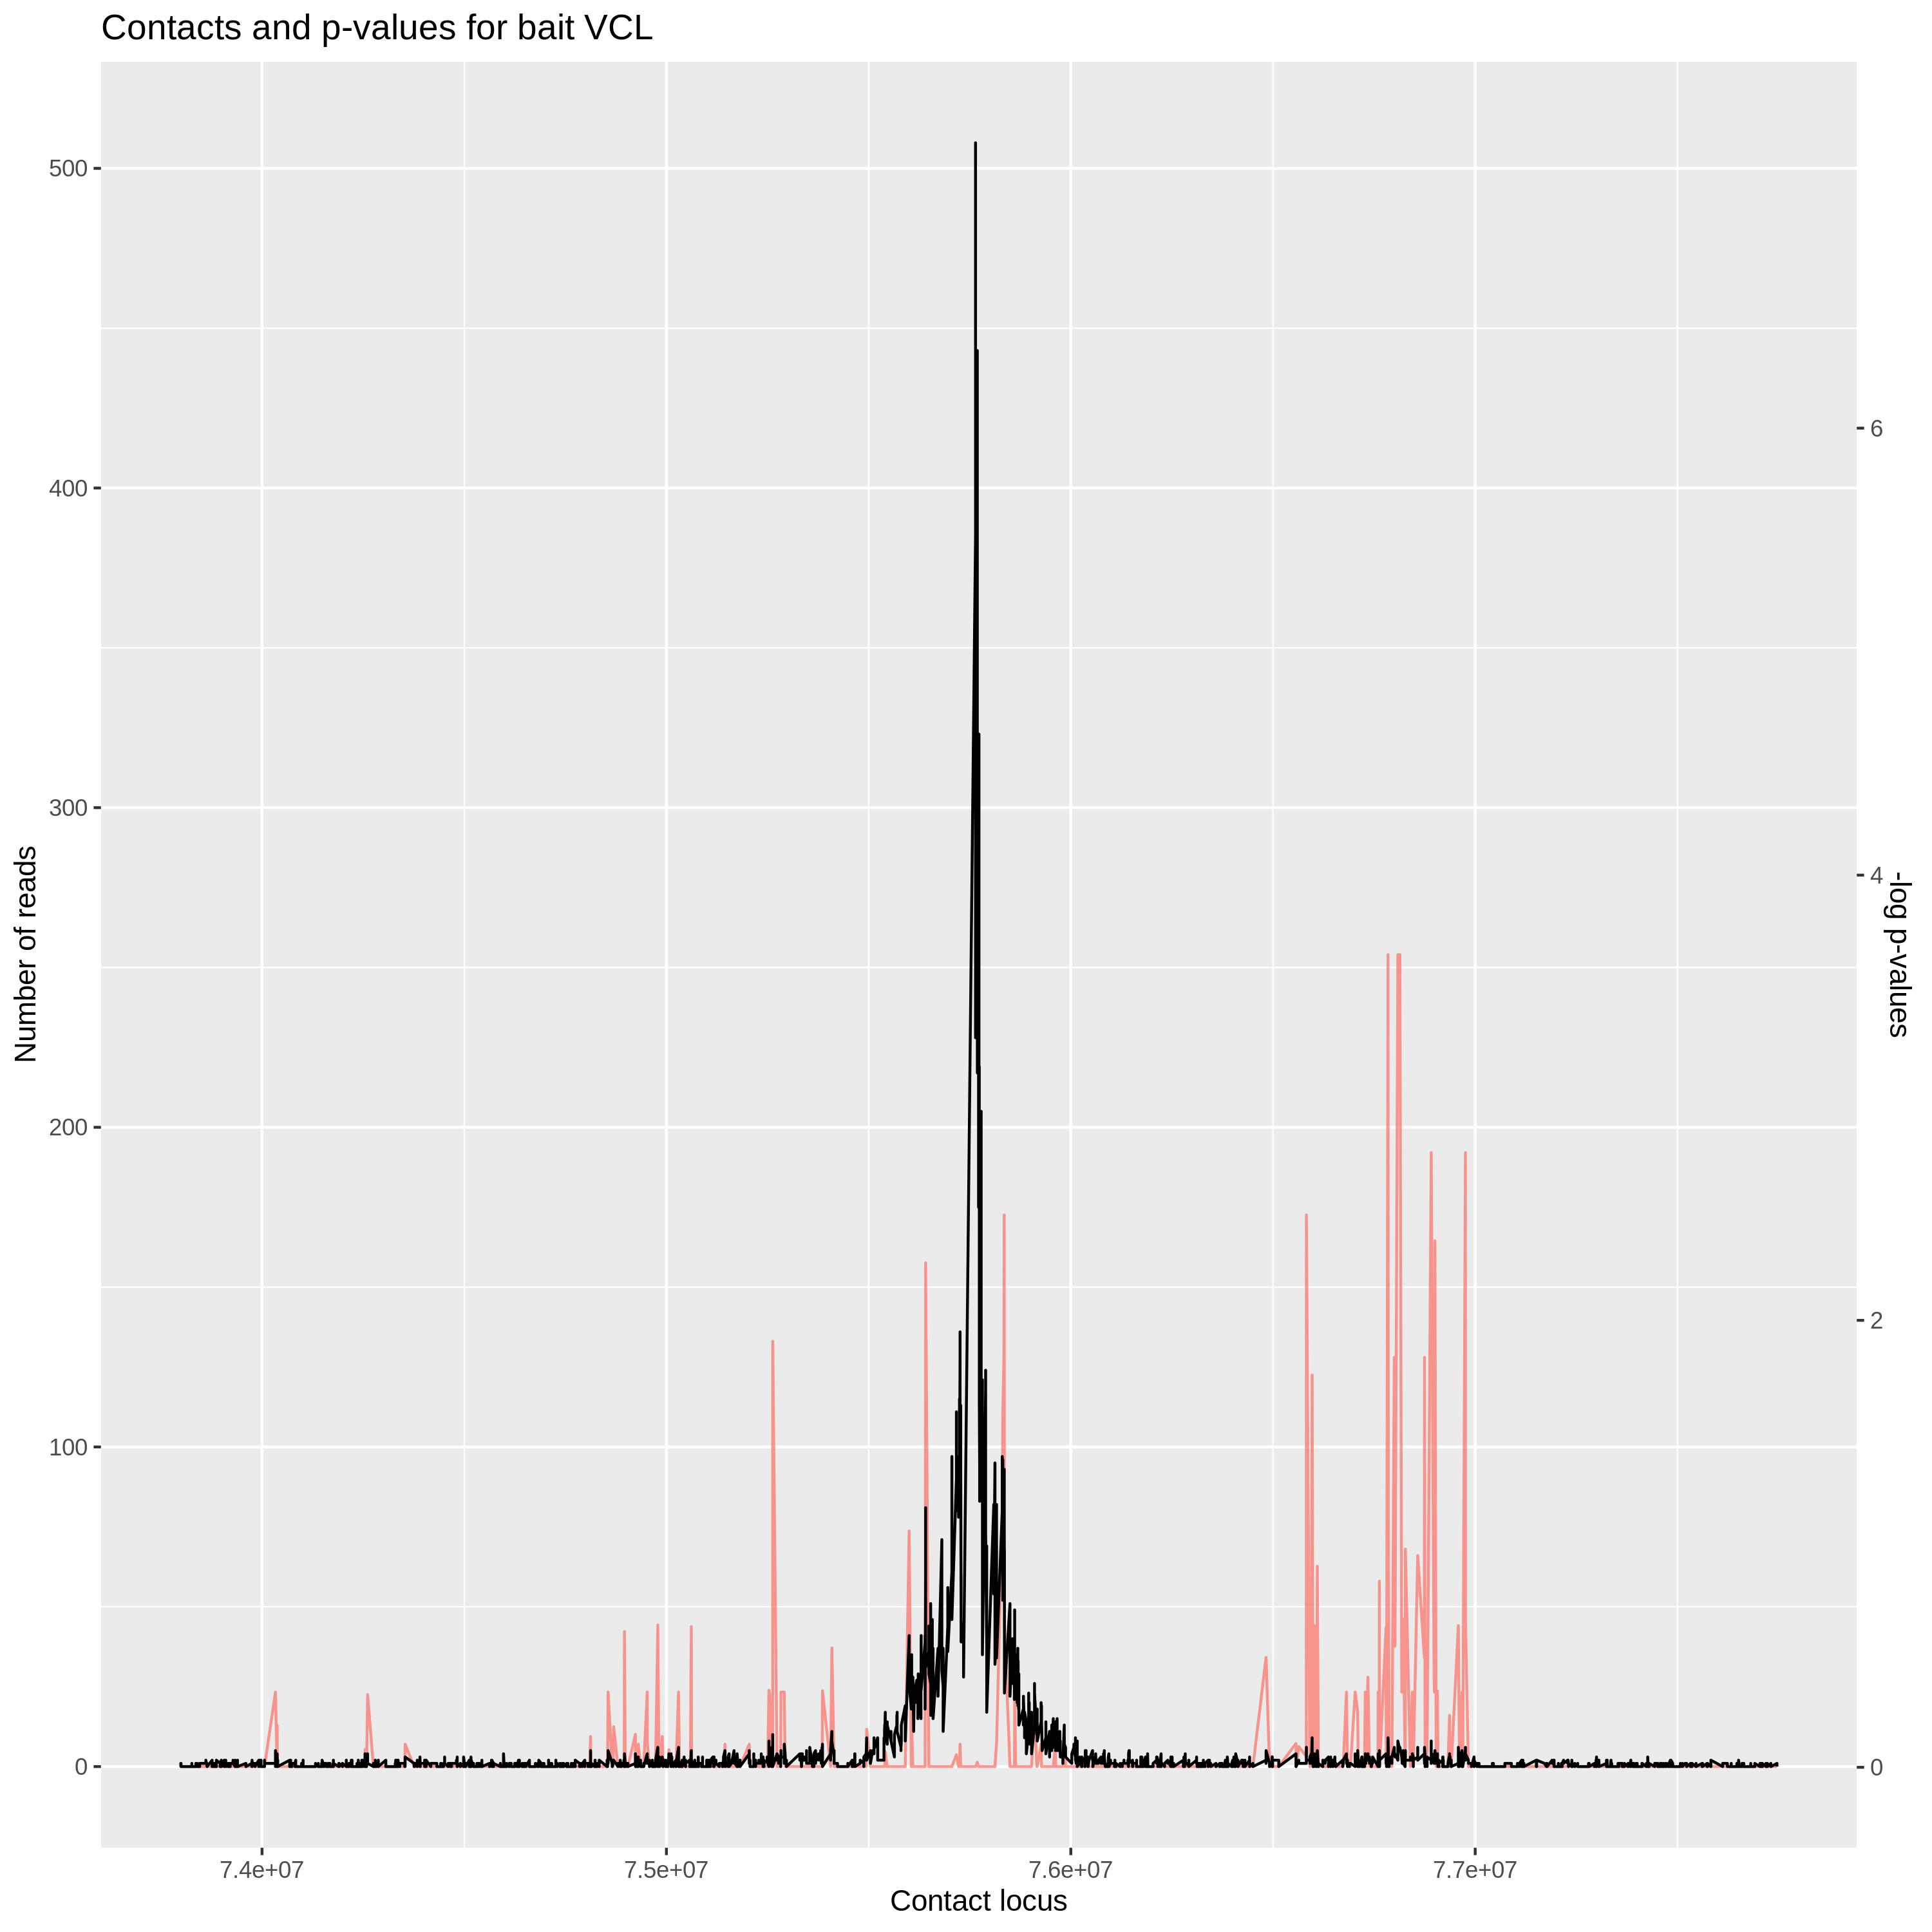 Contacts and p-values for bait VCL
500
400
300
200
100
0
Number of reads
6
4
2
0
-log p-values
7.4e+07
7.5e+07
7.6e+07
7.7e+07
Contact locus